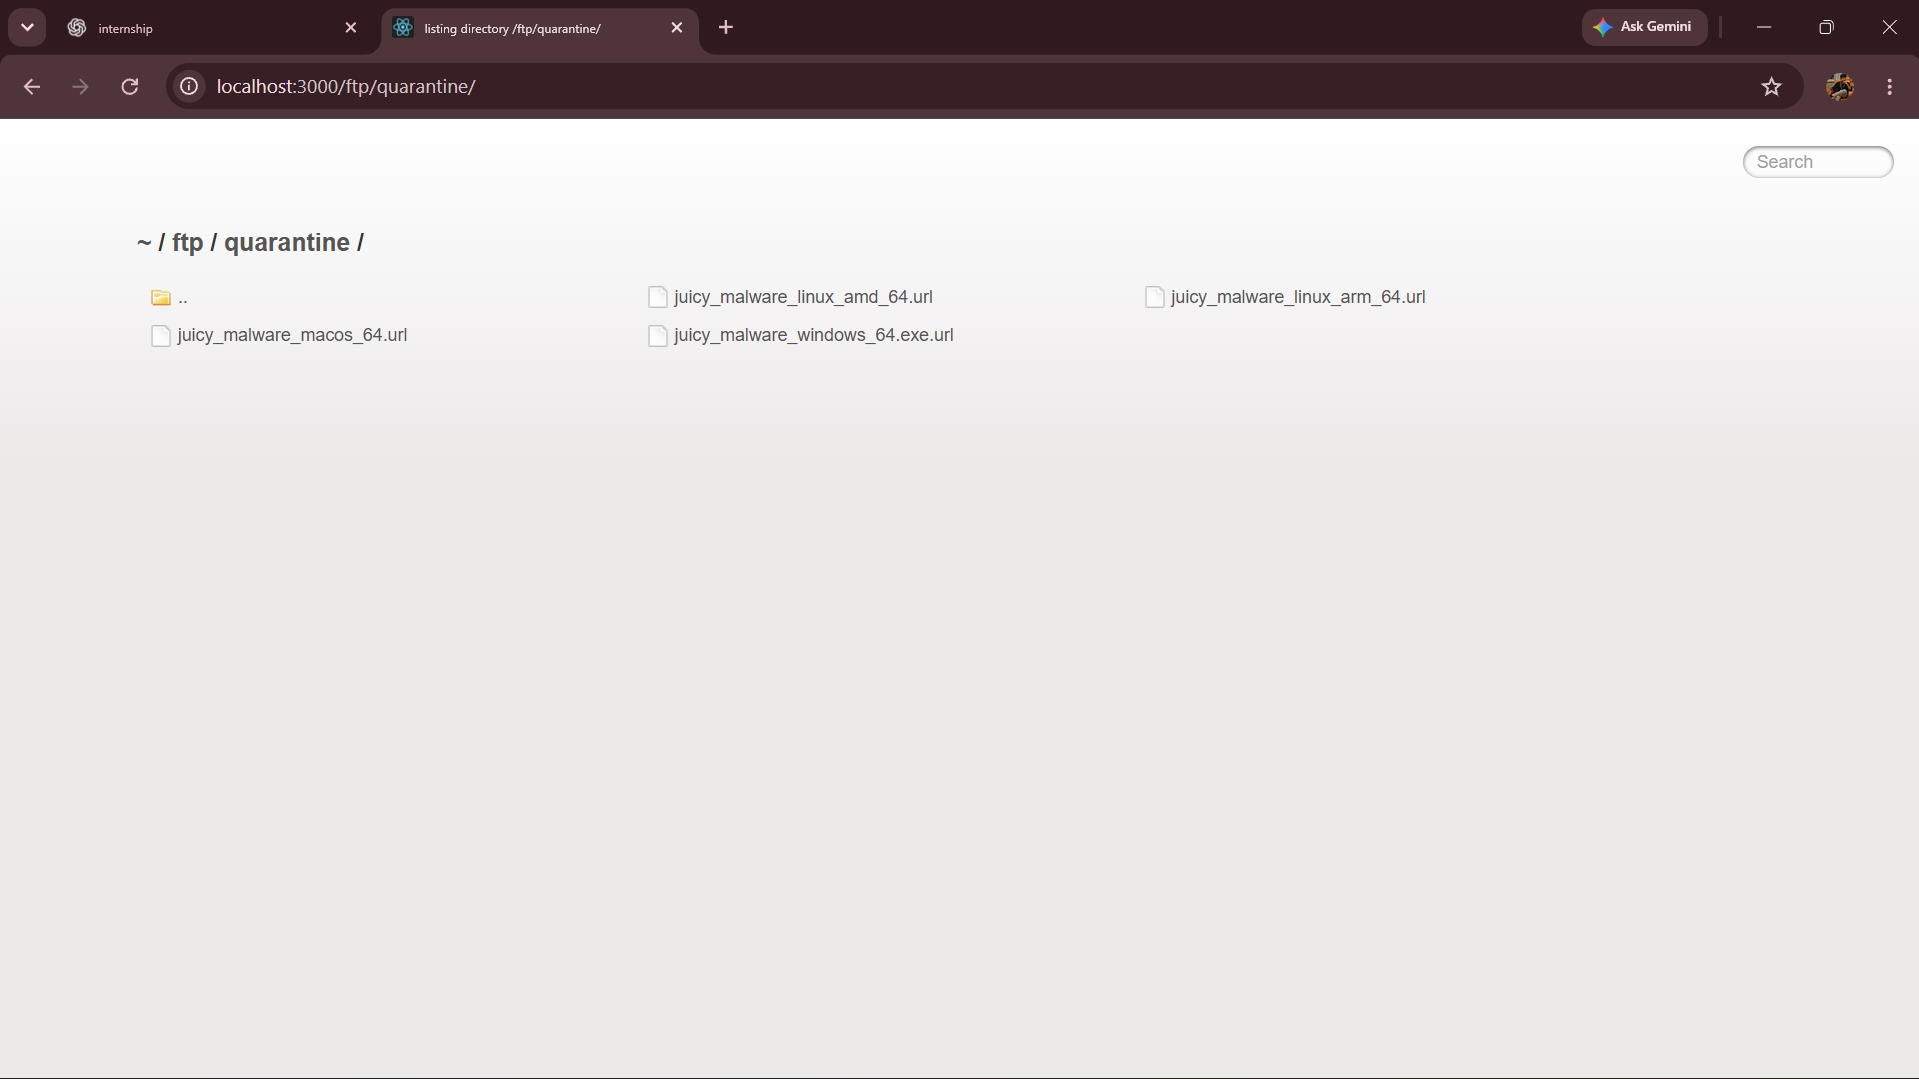 internship
listing directory /ftp/quarantine/
Ask Gemini
localhost:3000/ftp/quarantine/
Search
~ / ftp / quarantine /
..
juicy_malware_linux_amd_64.url
juicy_malware_linux_arm_64.url
juicy_malware_macos_64.url
juicy_malware_windows_64.exe.url